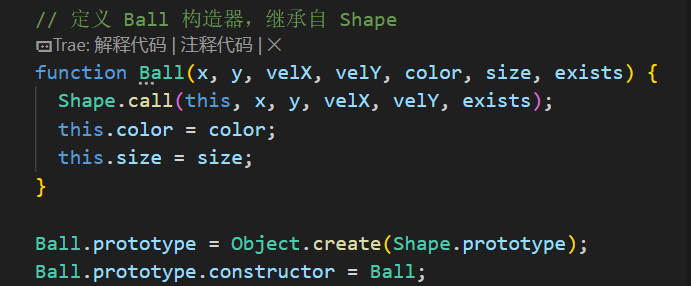 // 定义 Ball 构造器，继承自 Shape
Trae: 解释代码 | 注释代码 | ×
function Ball(x, y, velX, velY, color, size, exists) {
  Shape.call(this, x, y, velX, velY, exists);
  this.color = color;
  this.size = size;
}
Ball.prototype = Object.create(Shape.prototype);
Ball.prototype.constructor = Ball;